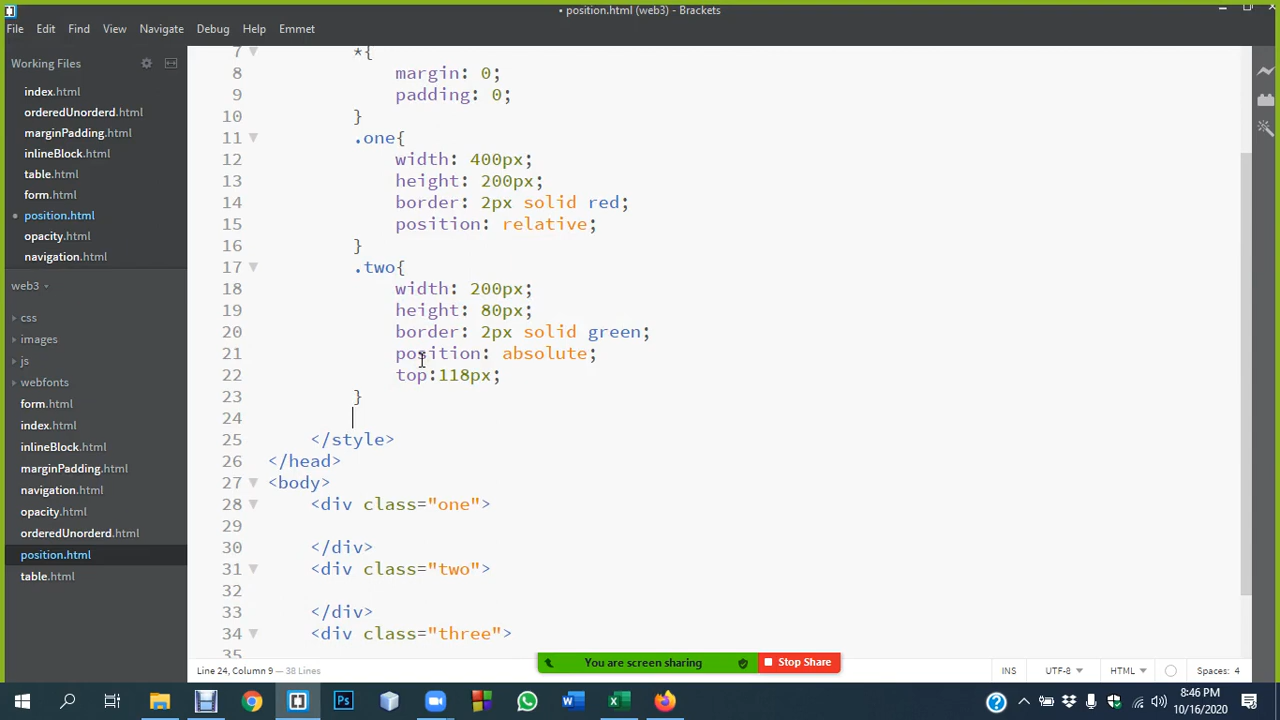 • position.html (web3) - Brackets
File Edit Find View Navigate Debug Help Emmet
Working Files
index.html
orderedUnorderd.html
marginPadding.html
inlineBlock.html
table.html
form.html
position.html
opacity.html
navigation.html
web3
css
images
js
webfonts
form.html
index.html
inlineBlock.html
marginPadding.html
navigation.html
opacity.html
orderedUnorderd.html
position.html
table.html
7 *{
8 margin: 0;
9 padding: 0;
10 }
11 .one{
12 width: 400px;
13 height: 200px;
14 border: 2px solid red;
15 position: relative;
16 }
17 .two{
18 width: 200px;
19 height: 80px;
20 border: 2px solid green;
21 position: absolute;
22 top:118px;
23 }
24
25 </style>
26 </head>
27 <body>
28 <div class="one">
29
30 </div>
31 <div class="two">
32
33 </div>
34 <div class="three">
35
Line 24, Column 9 — 38 Lines
INS UTF-8 HTML Spaces: 4
You are screen sharing Stop Share
8:46 PM
10/16/2020